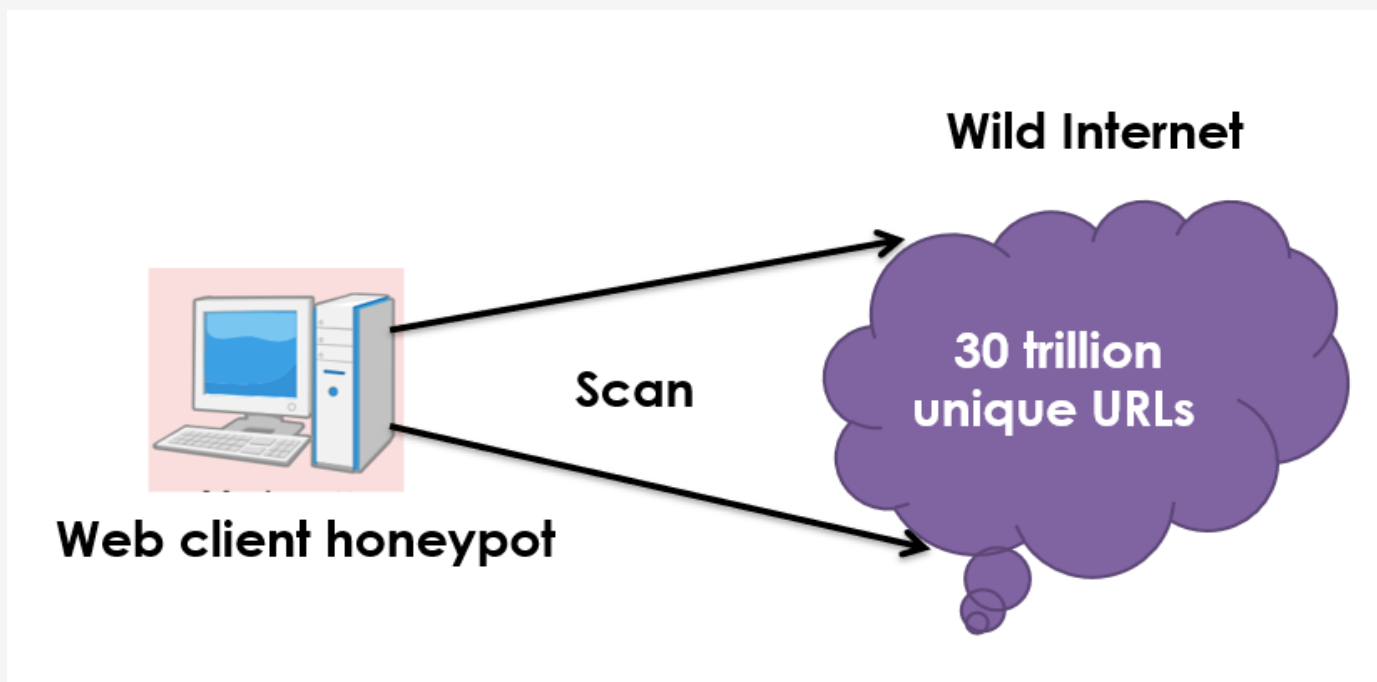 Wild Internet
30 trillion
unique URLs
Scan
Web client honeypot